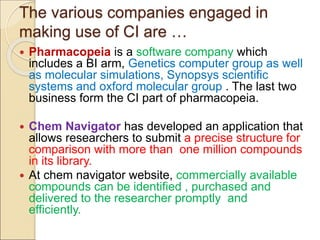 The various companies engaged in
making use of CI are …
• Pharmacopeia is a software company which
includes a BI arm, Genetics computer group as well
as molecular simulations, Synopsys scientific
systems and oxford molecular group . The last two
business form the CI part of pharmacopeia.
• Chem Navigator has developed an application that
allows researchers to submit a precise structure for
comparison with more than one million compounds
in its library.
• At chem navigator website, commercially available
compounds can be identified , purchased and
delivered to the researcher promptly and
efficiently.